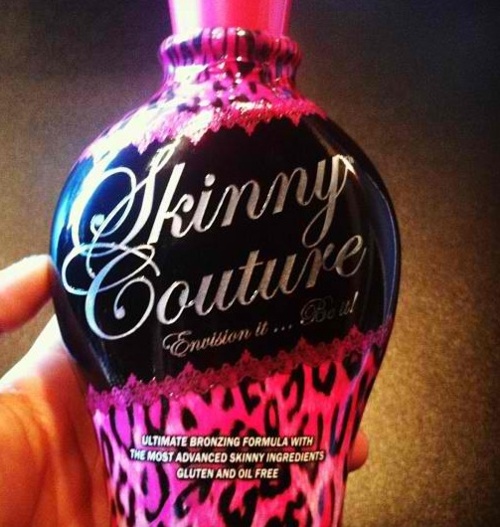 Skinny
Couture
Envision it ... Be it!
ULTIMATE BRONZING FORMULA WITH
THE MOST ADVANCED SKINNY INGREDIENTS
GLUTEN AND OIL FREE